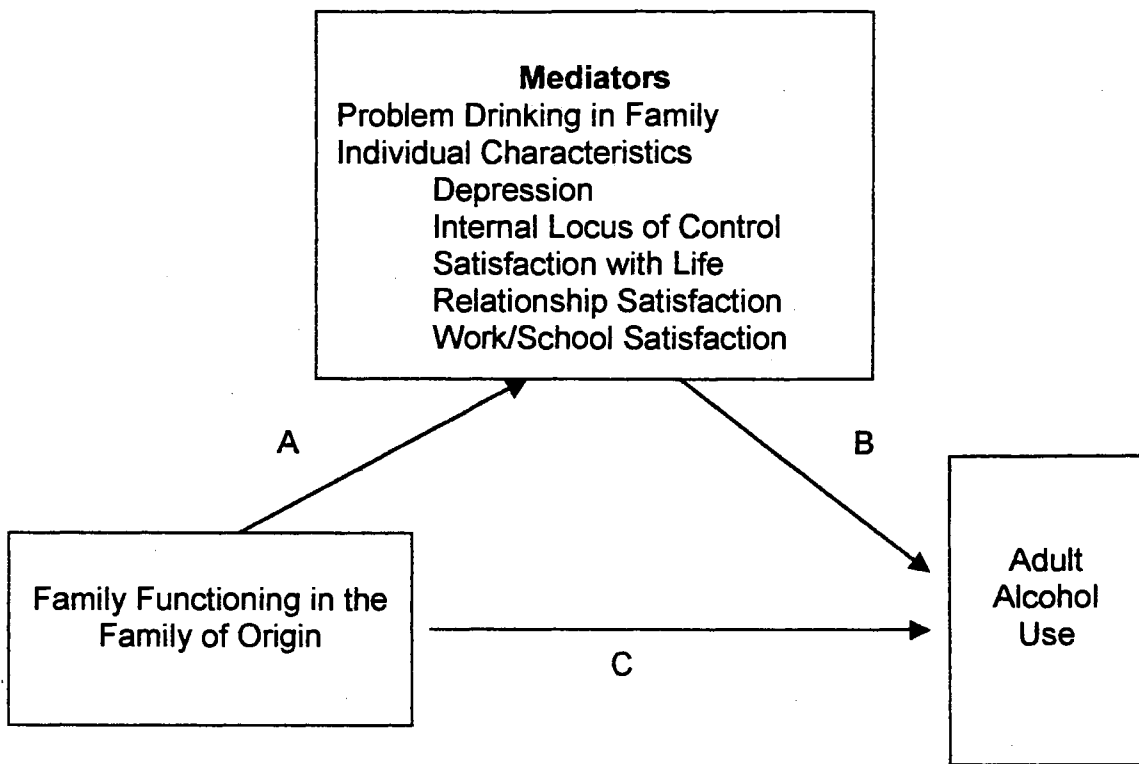 Mediators
Problem Drinking in Family
Individual Characteristics
Depression
Internal Locus of Control
Satisfaction with Life
Relationship Satisfaction
Work/School Satisfaction
A
B
Family Functioning in the
Family of Origin
C
Adult
Alcohol
Use